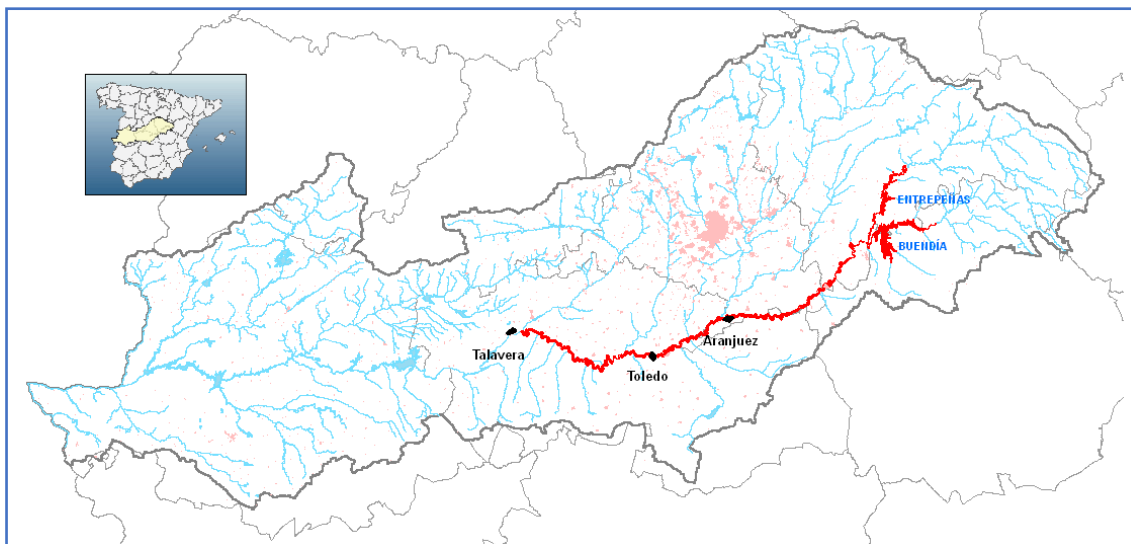 ENTREPEÑAS
BUENDÍA
Aranjuez
Talavera
Toledo